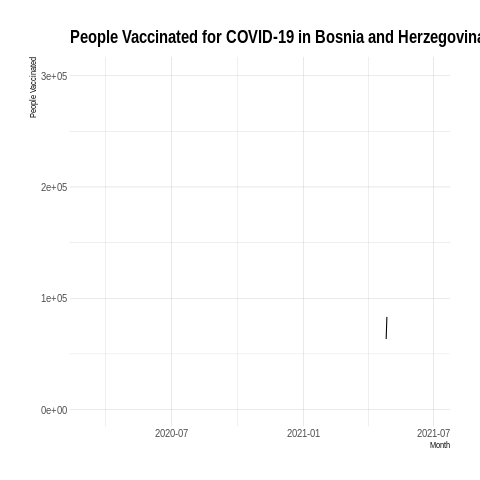 People Vaccinated for COVID-19 in Bosnia and Herzegovina
People Vaccinated
3e+05
2e+05
1e+05
0e+00
2020-07
2021-01
2021-07
Month